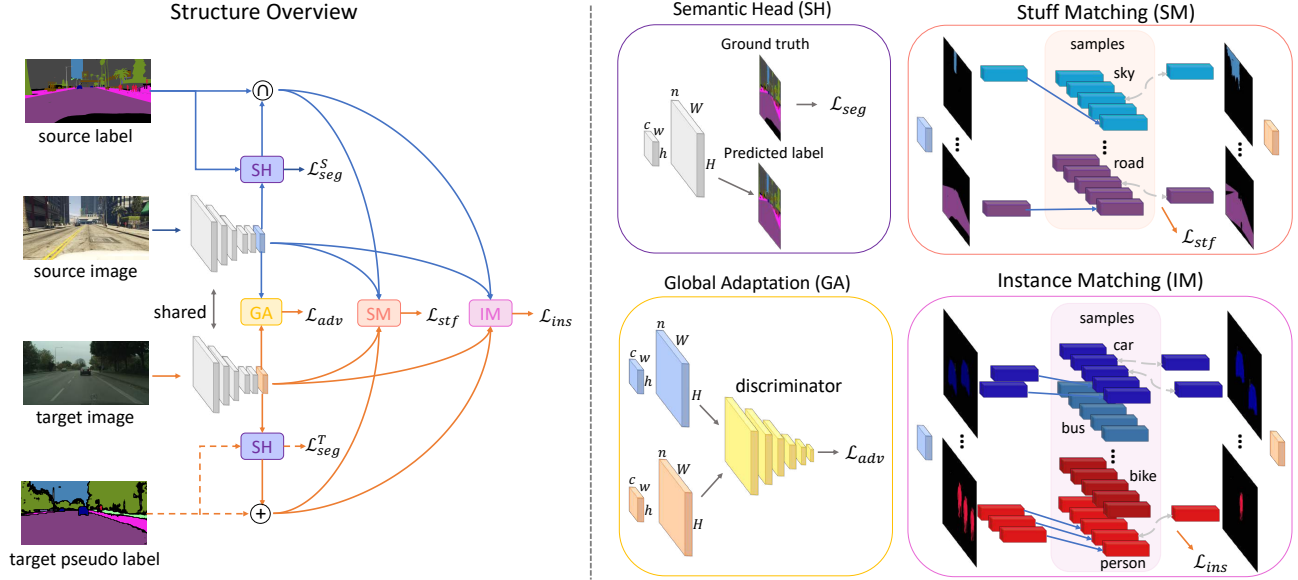 Structure Overview
source label
SH
ℒ_seg^S
source image
shared
GA
ℒ_adv
SM
ℒ_stf
IM
ℒ_ins
target image
SH
ℒ_seg^T
target pseudo label
Semantic Head (SH)
Ground truth
n
W
c
w
h
H
ℒ_seg
Predicted label
Stuff Matching (SM)
samples
sky
road
ℒ_stf
Global Adaptation (GA)
n
W
c
w
h
H
discriminator
ℒ_adv
n
W
c
w
h
H
Instance Matching (IM)
samples
car
bus
bike
person
ℒ_ins